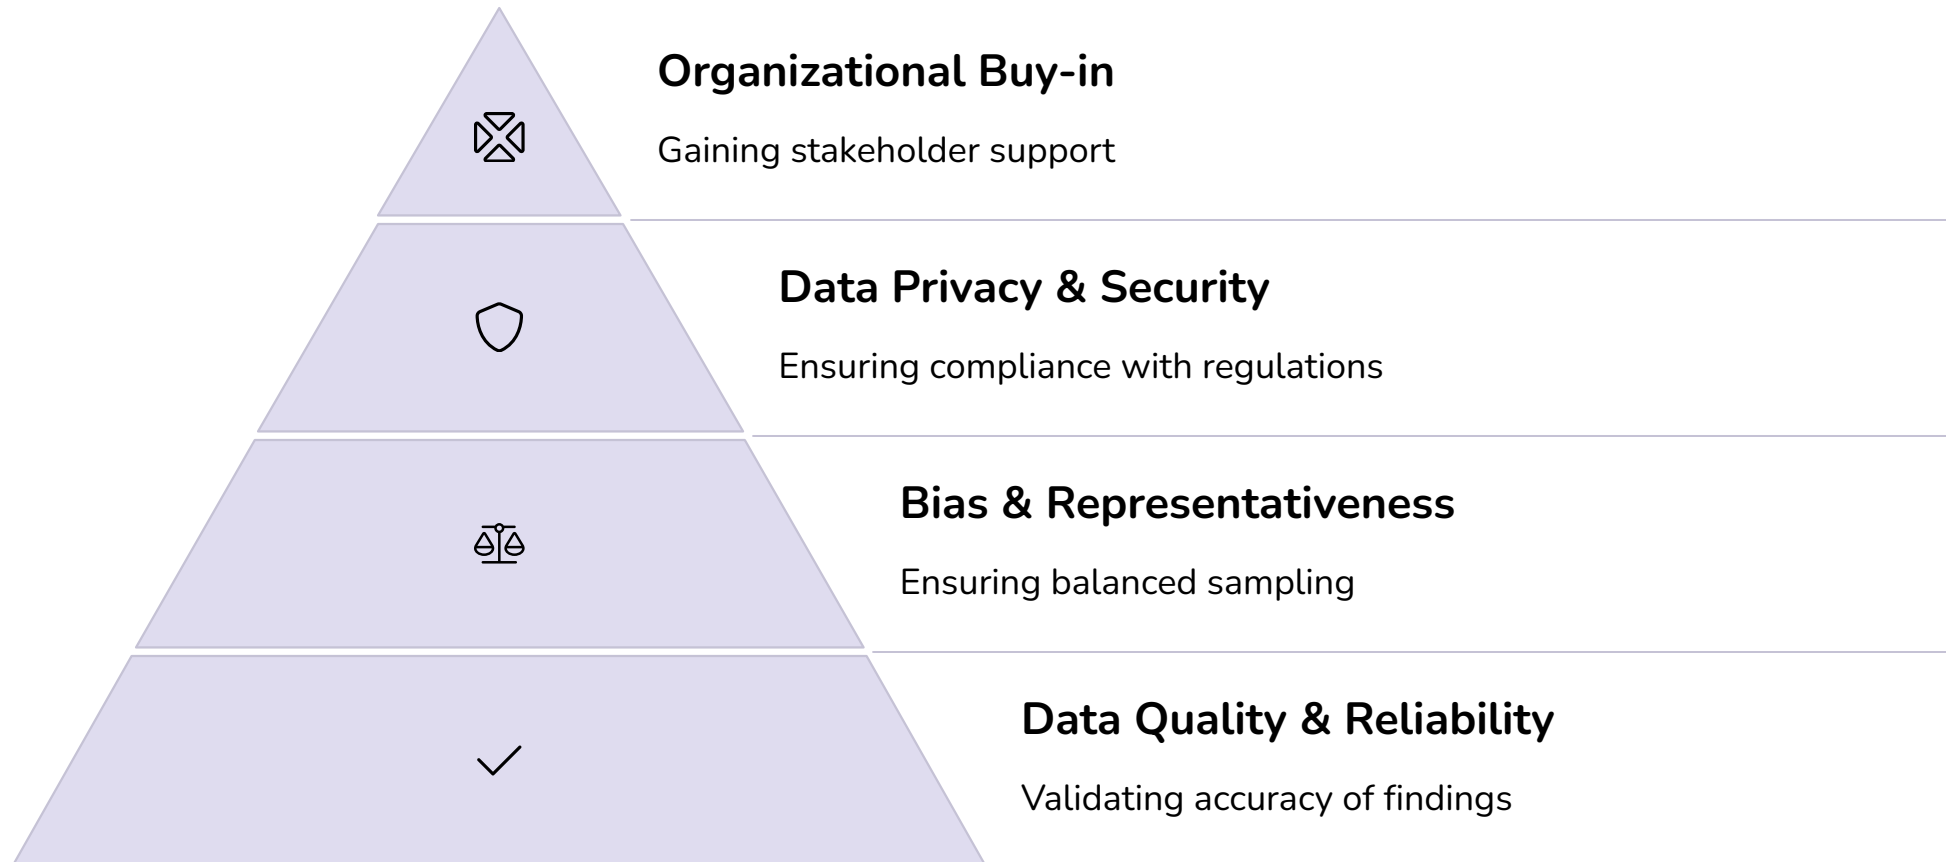 Organizational Buy-in
Gaining stakeholder support
Data Privacy & Security
Ensuring compliance with regulations
Bias & Representativeness
Ensuring balanced sampling
Data Quality & Reliability
Validating accuracy of findings